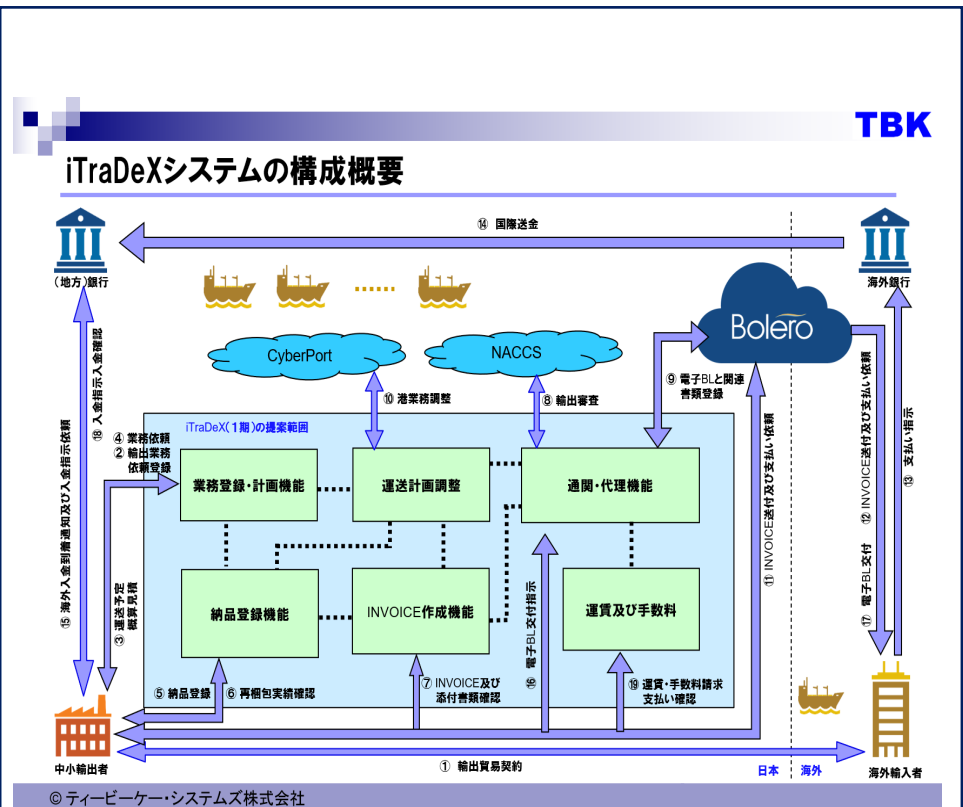 TBK
iTraDeXシステムの構成概要
⑭ 国際送金
(地方)銀行
海外銀行
Bolero
CyberPort
NACCS
⑩ 港業務調整
⑧ 輸出審査
⑨ 電子BLと関連
書類登録
iTraDeX(1期)の提案範囲
④ 業務依頼
② 輸出業務
依頼登録
業務登録・計画機能
運送計画調整
通関・代理機能
納品登録機能
INVOICE作成機能
運賃及び手数料
⑮ 海外入金到着通知及び入金指示依頼
⑱ 入金指示入金確認
③ 運送予定
概算見積
⑯ 電子BL交付指示
⑪ INVOICE送付及び支払い依頼
⑰ 電子BL交付
⑫ INVOICE送付及び支払い依頼
⑬ 支払い指示
⑤ 納品登録
⑥ 再梱包実績確認
⑦ INVOICE及び
添付書類確認
⑲ 運賃・手数料請求
支払い確認
中小輸出者
① 輸出貿易契約
日本
海外
海外輸入者
© ティービーケー・システムズ株式会社